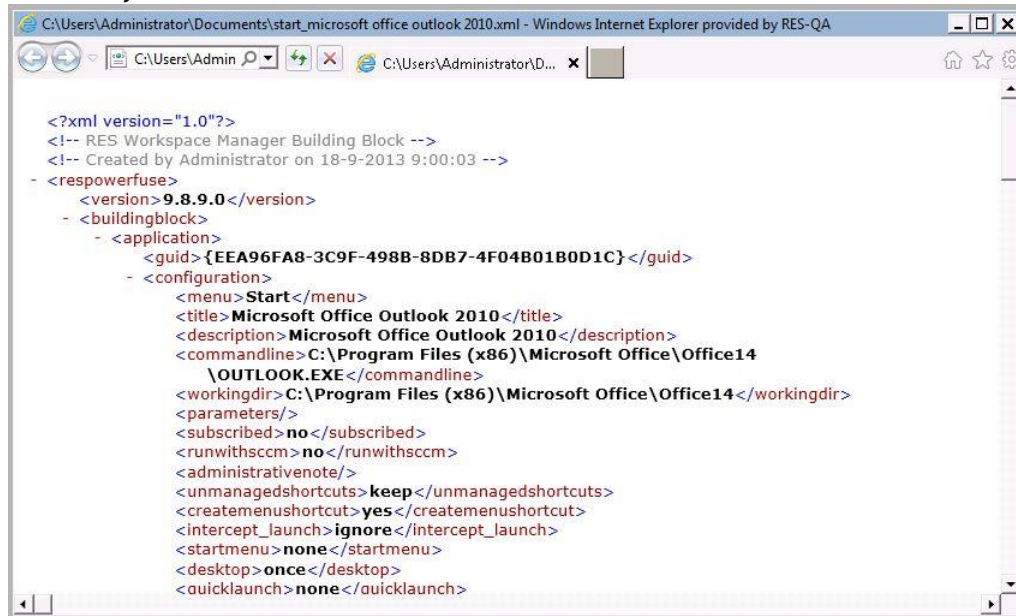 C:\Users\Administrator\Documents\start_microsoft office outlook 2010.xml - Windows Internet Explorer provided by RES-QA
C:\Users\Admin
C:\Users\Administrator\D...
<?xml version="1.0"?>
<!-- RES Workspace Manager Building Block -->
<!-- Created by Administrator on 18-9-2013 9:00:03 -->
- <respowerfuse>
<version>9.8.9.0</version>
- <buildingblock>
- <application>
<guid>{EEA96FA8-3C9F-498B-8DB7-4F04B01B0D1C}</guid>
- <configuration>
<menu>Start</menu>
<title>Microsoft Office Outlook 2010</title>
<description>Microsoft Office Outlook 2010</description>
<commandline>C:\Program Files (x86)\Microsoft Office\Office14
\OUTLOOK.EXE</commandline>
<workingdir>C:\Program Files (x86)\Microsoft Office\Office14</workingdir>
<parameters/>
<subscribed>no</subscribed>
<runwithsccm>no</runwithsccm>
<administrativenote/>
<unmanagedshortcuts>keep</unmanagedshortcuts>
<createmenushortcut>yes</createmenushortcut>
<intercept_launch>ignore</intercept_launch>
<startmenu>none</startmenu>
<desktop>once</desktop>
<quicklaunch>none</quicklaunch>